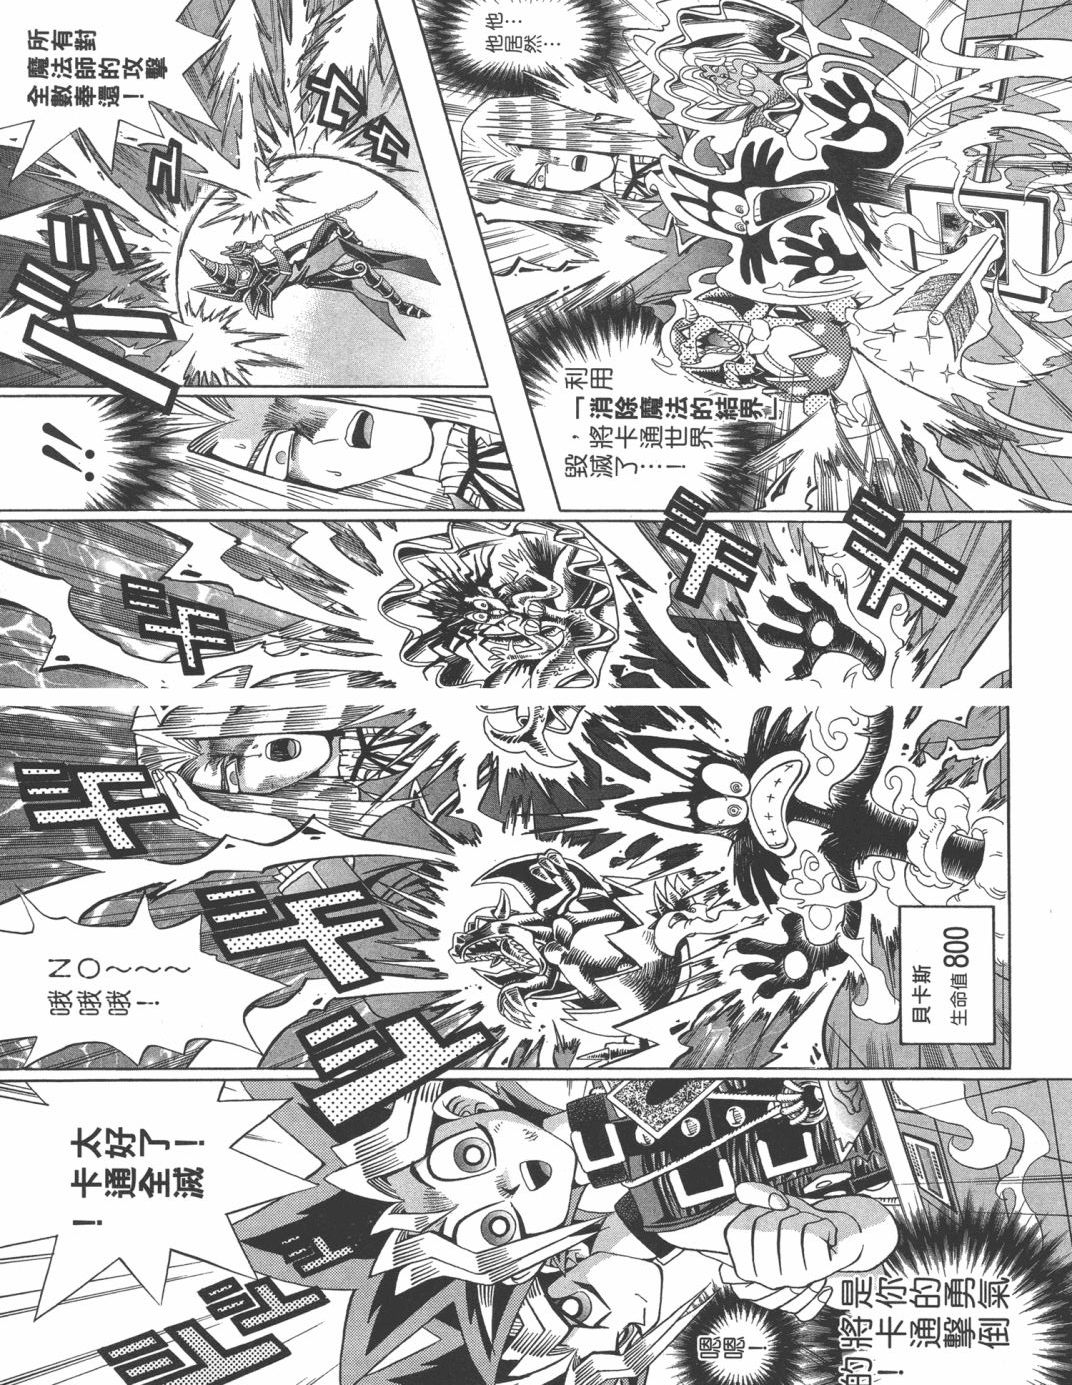 他…
他居然…
利用
「消除魔法的結界」
，將卡通世界
毀滅了…！
所有對
魔法師的攻擊
全數奉還！
!!
貝卡斯
生命值800
NO～～～
哦哦哦！
太好了！
卡通全滅
！
是你的勇氣
將卡通擊倒
的！
嗯嗯！